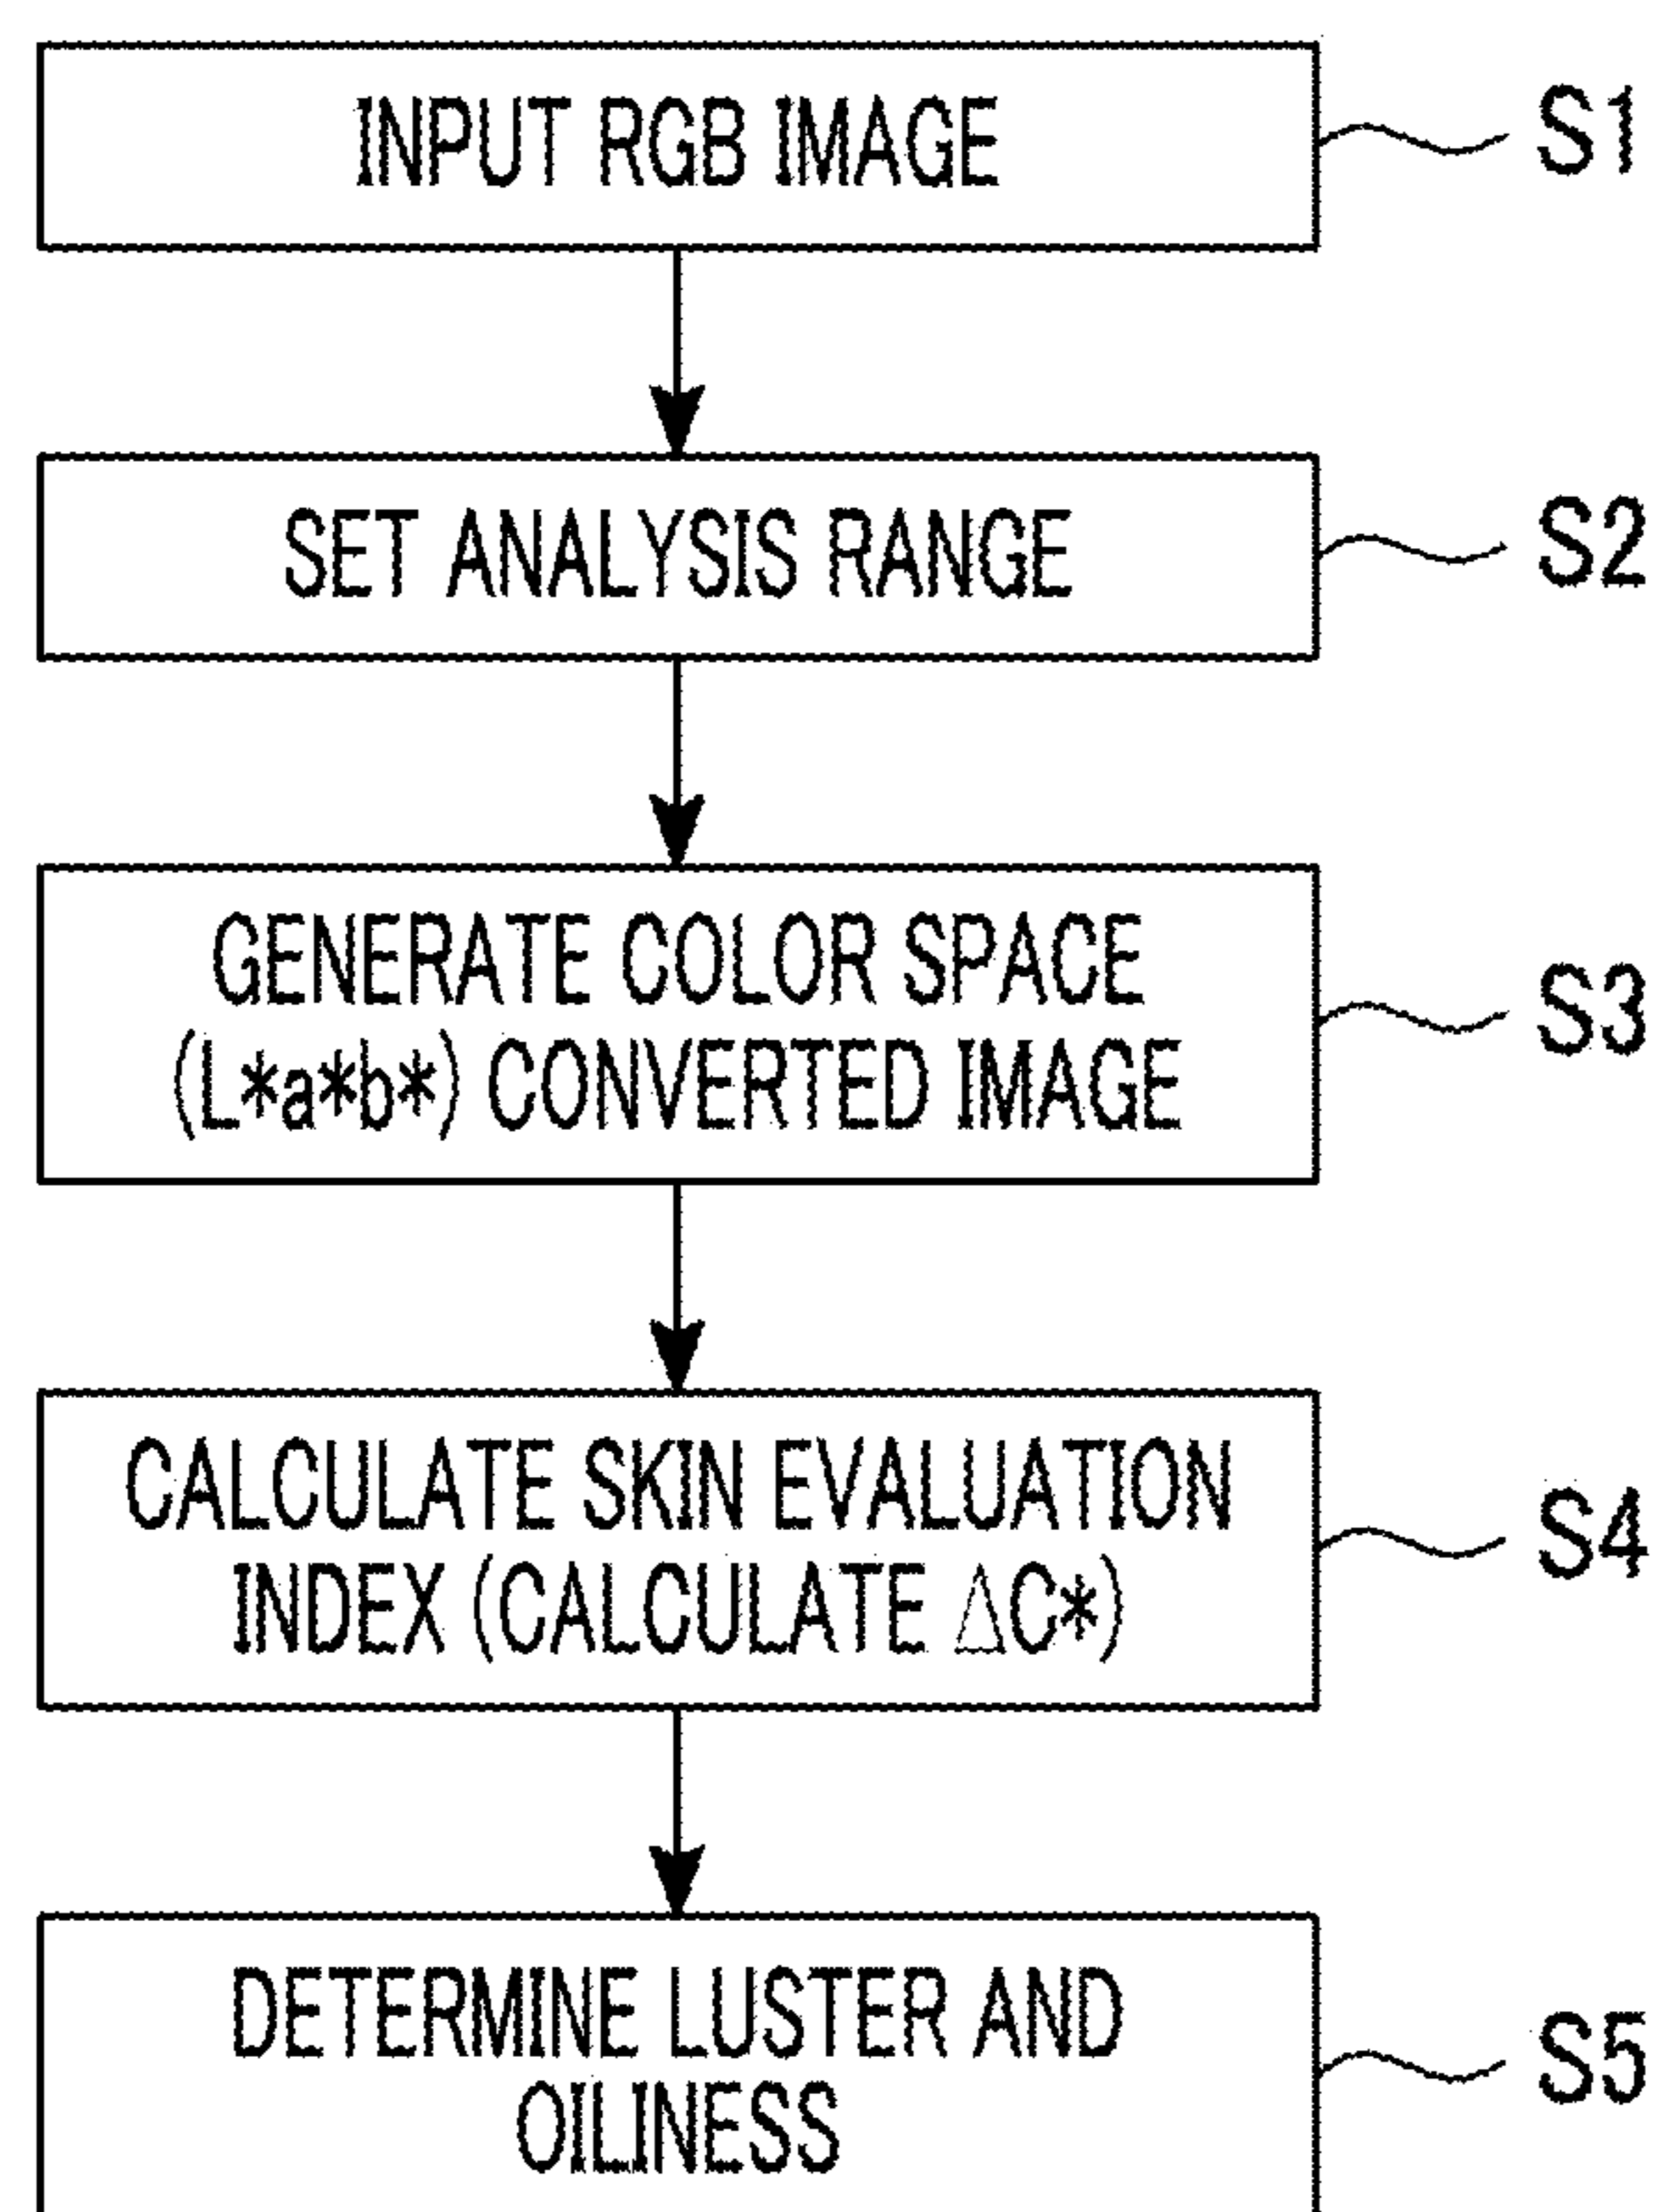 INPUT RGB IMAGE
S1
SET ANALYSIS RANGE
S2
GENERATE COLOR SPACE
(L*a*b*) CONVERTED IMAGE
S3
CALCULATE SKIN EVALUATION
INDEX (CALCULATE ΔC*)
S4
DETERMINE LUSTER AND
OILINESS
S5